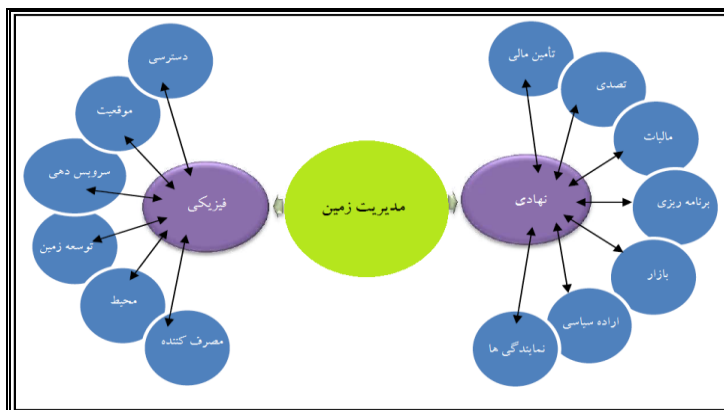 تأمین مالی
تصدی
مالیات
برنامه ریزی
بازار
اراده سیاسی
نمایندگی ها
نهادی
مدیریت زمین
فیزیکی
دسترسی
موقعیت
سرویس دهی
توسعه زمین
محیط
مصرف کننده